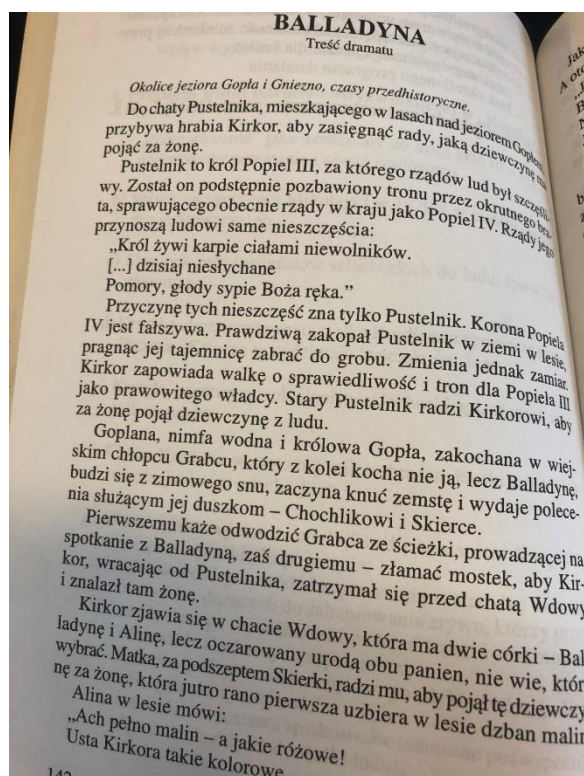 BALLADYNA
Treść dramatu
Okolice jeziora Gopła i Gniezno, czasy przedhistoryczne.
Do chaty Pustelnika, mieszkającego w lasach nad jeziorem Gopłem
przybywa hrabia Kirkor, aby zasięgnąć rady, jaką dziewczynę ma
pojąć za żonę.
Pustelnik to król Popiel III, za którego rządów lud był szczęśli-
wy. Został on podstępnie pozbawiony tronu przez okrutnego bra-
ta, sprawującego obecnie rządy w kraju jako Popiel IV. Rządy jego
przynoszą ludowi same nieszczęścia:
„Król żywi karpie ciałami niewolników.
[...] dzisiaj niesłychane
Pomory, głody sypie Boża ręka.”
Przyczynę tych nieszczęść zna tylko Pustelnik. Korona Popiela
IV jest fałszywa. Prawdziwą zakopał Pustelnik w ziemi w lesie,
pragnąc jej tajemnicę zabrać do grobu. Zmienia jednak zamiar.
Kirkor zapowiada walkę o sprawiedliwość i tron dla Popiela III
jako prawowitego władcy. Stary Pustelnik radzi Kirkorowi, aby
za żonę pojął dziewczynę z ludu.
Goplana, nimfa wodna i królowa Gopła, zakochana w wiej-
skim chłopcu Grabcu, który z kolei kocha nie ją, lecz Balladynę,
budzi się z zimowego snu, zaczyna knuć zemstę i wydaje polece-
nia służącym jej duszkom – Chochlikowi i Skierce.
Pierwszemu każe odwodzić Grabca ze ścieżki, prowadzącej na
spotkanie z Balladyną, zaś drugiemu – złamać mostek, aby Kir-
kor, wracając od Pustelnika, zatrzymał się przed chatą Wdowy
i znalazł tam żonę.
Kirkor zjawia się w chacie Wdowy, która ma dwie córki – Bal
ladynę i Alinę, lecz oczarowany urodą obu panien, nie wie, któr
wybrać. Matka, za podszeptem Skierki, radzi mu, aby pojął tę dziewczy
nę za żonę, która jutro rano pierwsza uzbiera w lesie dzban malin
Alina w lesie mówi:
„Ach pełno malin – a jakie różowe!
Usta Kirkora takie kolorowe
142